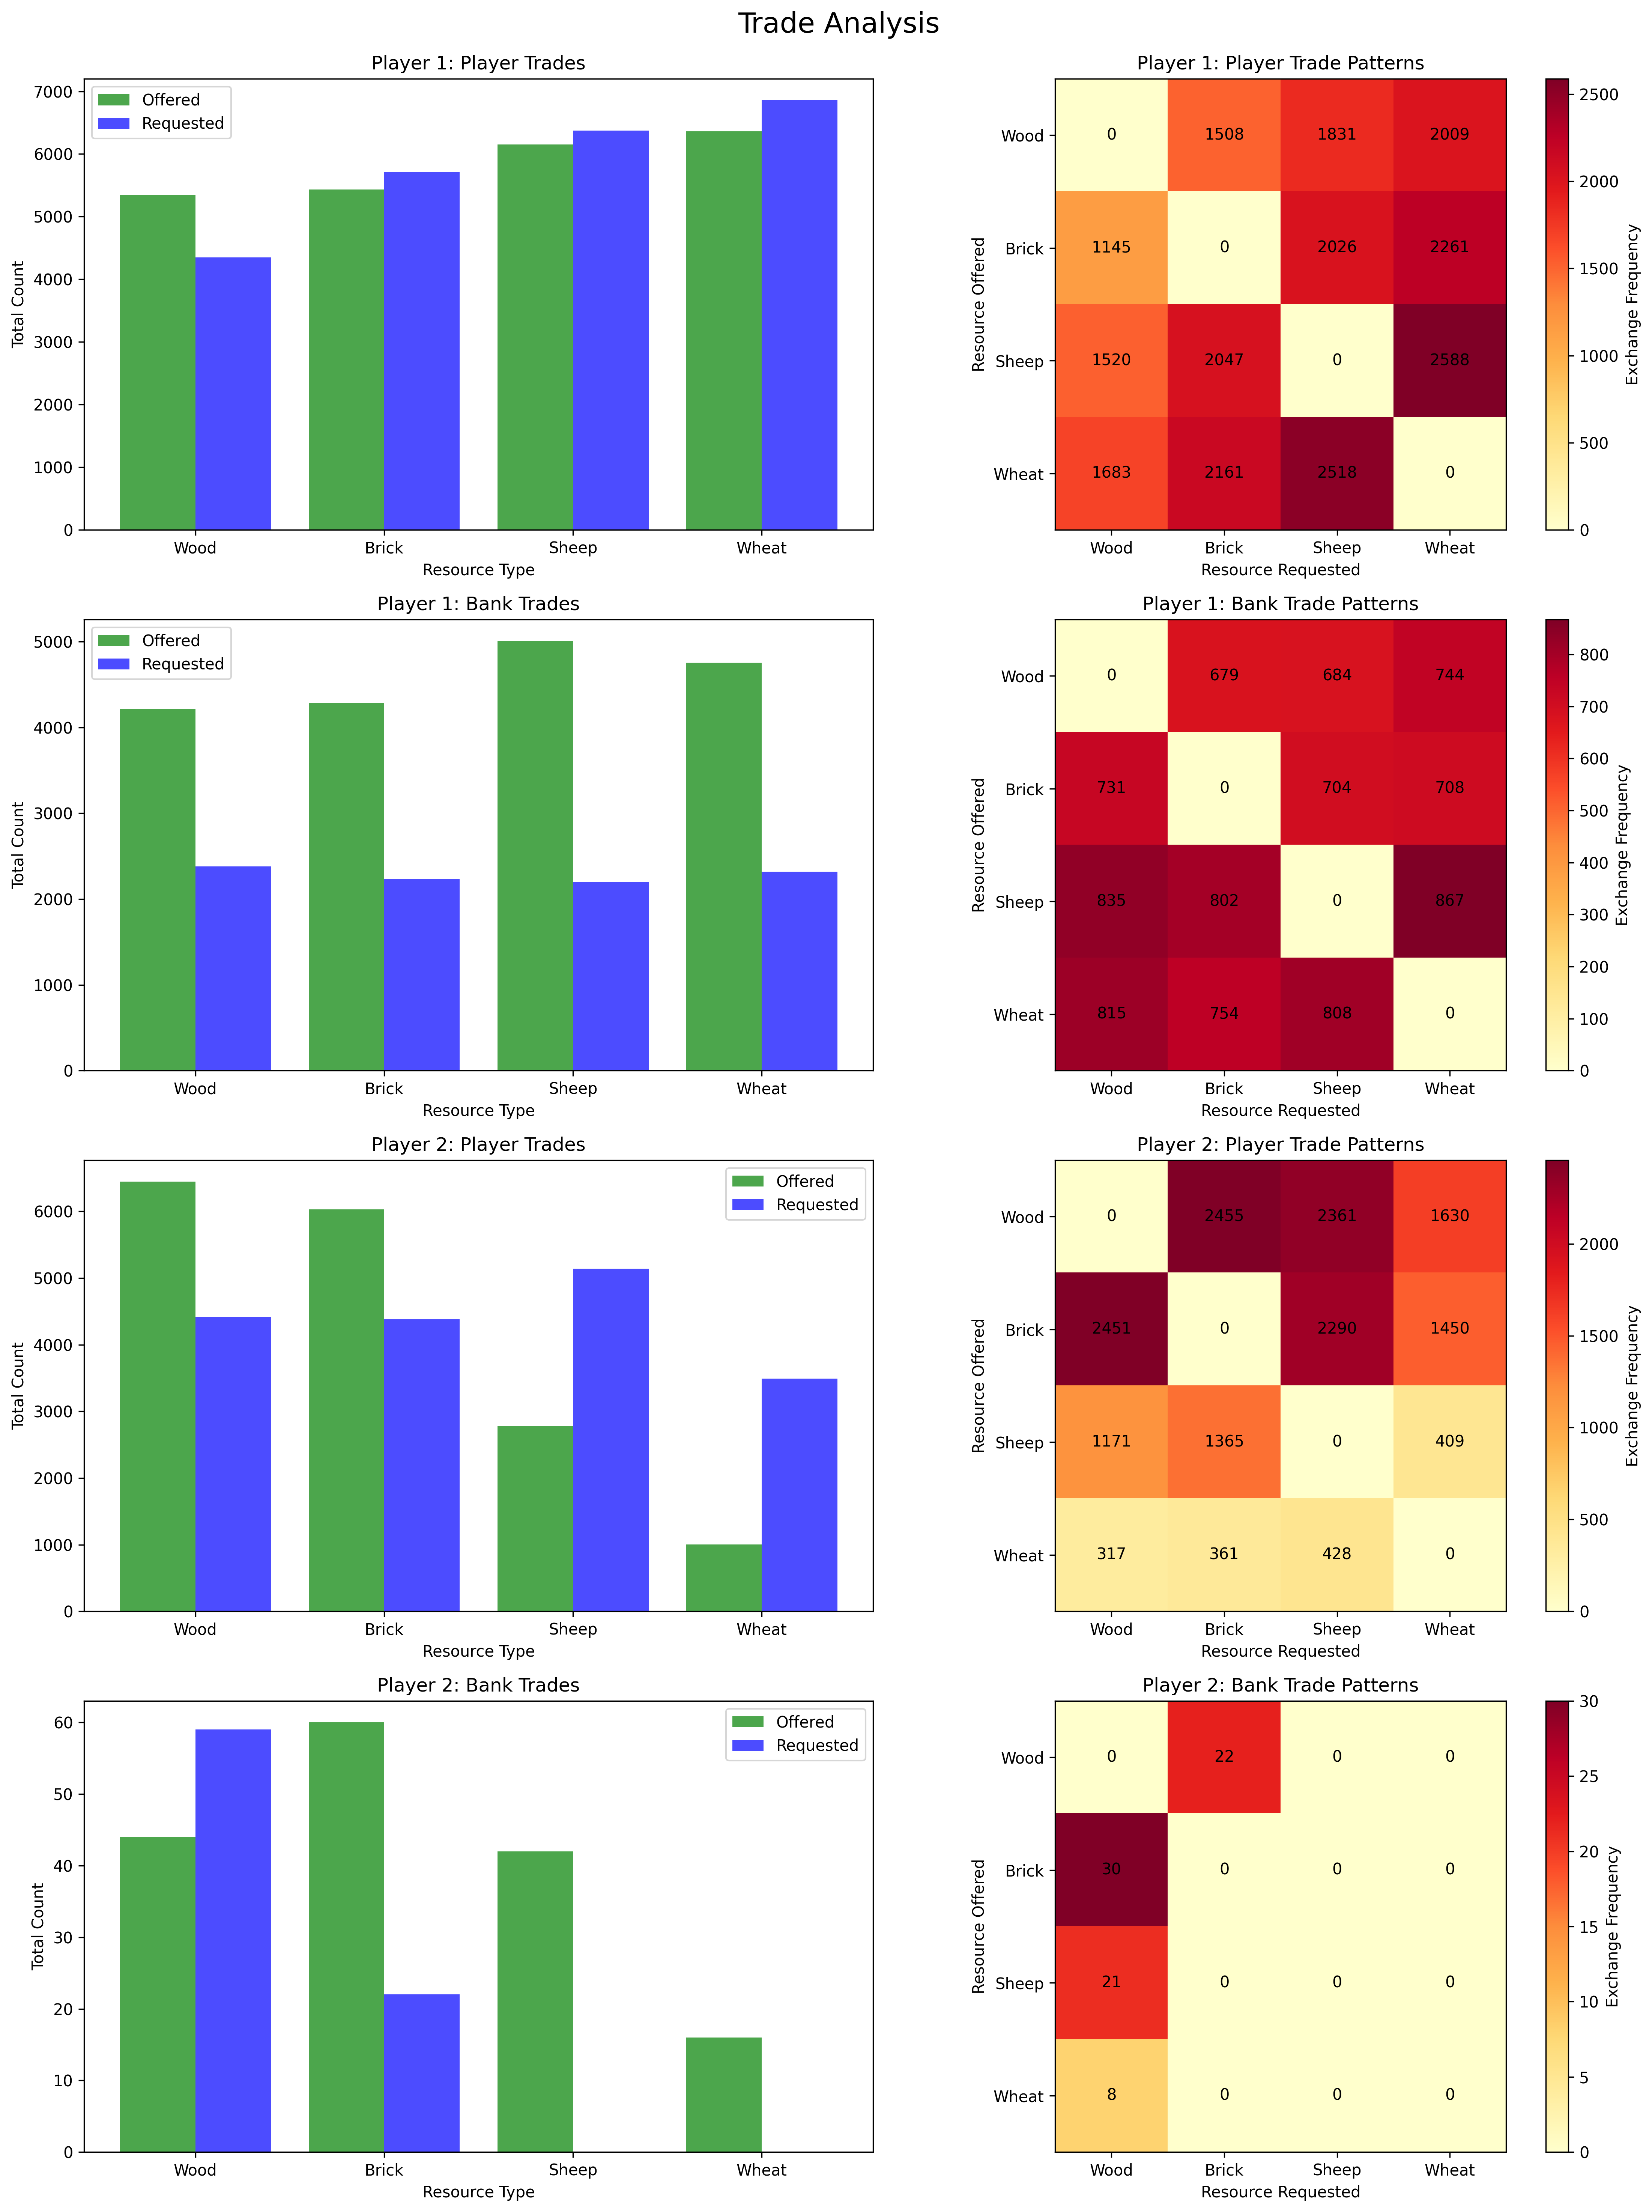 Trade Analysis
Player 1: Player Trades
Offered
Requested
7000
6000
5000
4000
3000
2000
1000
0
Total Count
Wood Brick Sheep Wheat
Resource Type
Player 1: Player Trade Patterns
Wood 0 1508 1831 2009
Brick 1145 0 2026 2261
Sheep 1520 2047 0 2588
Wheat 1683 2161 2518 0
Resource Offered
Wood Brick Sheep Wheat
Resource Requested
2500
2000
1500
1000
500
0
Exchange Frequency
Player 1: Bank Trades
Offered
Requested
5000
4000
3000
2000
1000
0
Total Count
Wood Brick Sheep Wheat
Resource Type
Player 1: Bank Trade Patterns
Wood 0 679 684 744
Brick 731 0 704 708
Sheep 835 802 0 867
Wheat 815 754 808 0
Resource Offered
Wood Brick Sheep Wheat
Resource Requested
800
700
600
500
400
300
200
100
0
Exchange Frequency
Player 2: Player Trades
Offered
Requested
6000
5000
4000
3000
2000
1000
0
Total Count
Wood Brick Sheep Wheat
Resource Type
Player 2: Player Trade Patterns
Wood 0 2455 2361 1630
Brick 2451 0 2290 1450
Sheep 1171 1365 0 409
Wheat 317 361 428 0
Resource Offered
Wood Brick Sheep Wheat
Resource Requested
2000
1500
1000
500
0
Exchange Frequency
Player 2: Bank Trades
Offered
Requested
60
50
40
30
20
10
0
Total Count
Wood Brick Sheep Wheat
Resource Type
Player 2: Bank Trade Patterns
Wood 0 22 0 0
Brick 30 0 0 0
Sheep 21 0 0 0
Wheat 8 0 0 0
Resource Offered
Wood Brick Sheep Wheat
Resource Requested
30
25
20
15
10
5
0
Exchange Frequency